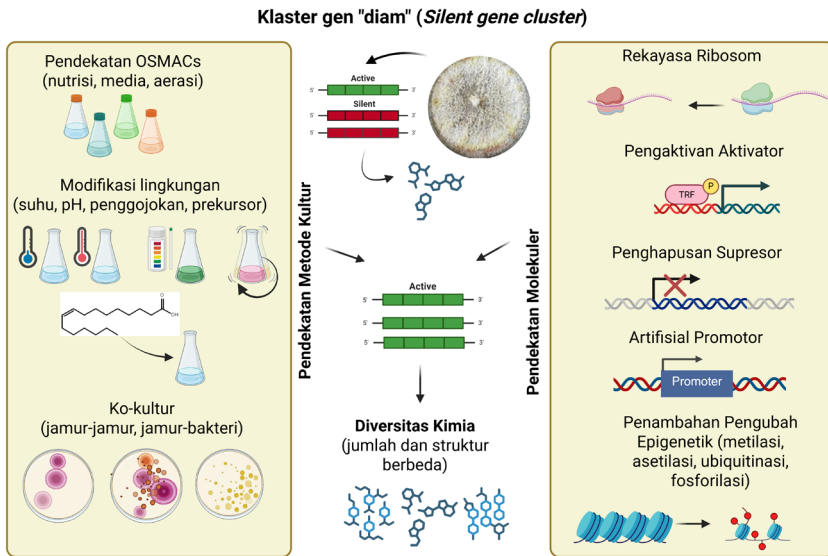 Klaster gen "diam" (Silent gene cluster)
Pendekatan OSMACs
(nutrisi, media, aerasi)
Modifikasi lingkungan
(suhu, pH, penggojokan, prekursor)
O
OH
Ko-kultur
(jamur-jamur, jamur-bakteri)
Pendekatan Metode Kultur
Active
5' 3'
Silent
5' 3'
5' 3'
Active
5' 3'
5' 3'
5' 3'
Diversitas Kimia
(jumlah dan struktur
berbeda)
Pendekatan Molekuler
Rekayasa Ribosom
Pengaktivan Aktivator
TRF
P
Penghapusan Supresor
Artifisial Promotor
Promoter
Penambahan Pengubah
Epigenetik (metilasi,
asetilasi, ubiquitinasi,
fosforilasi)